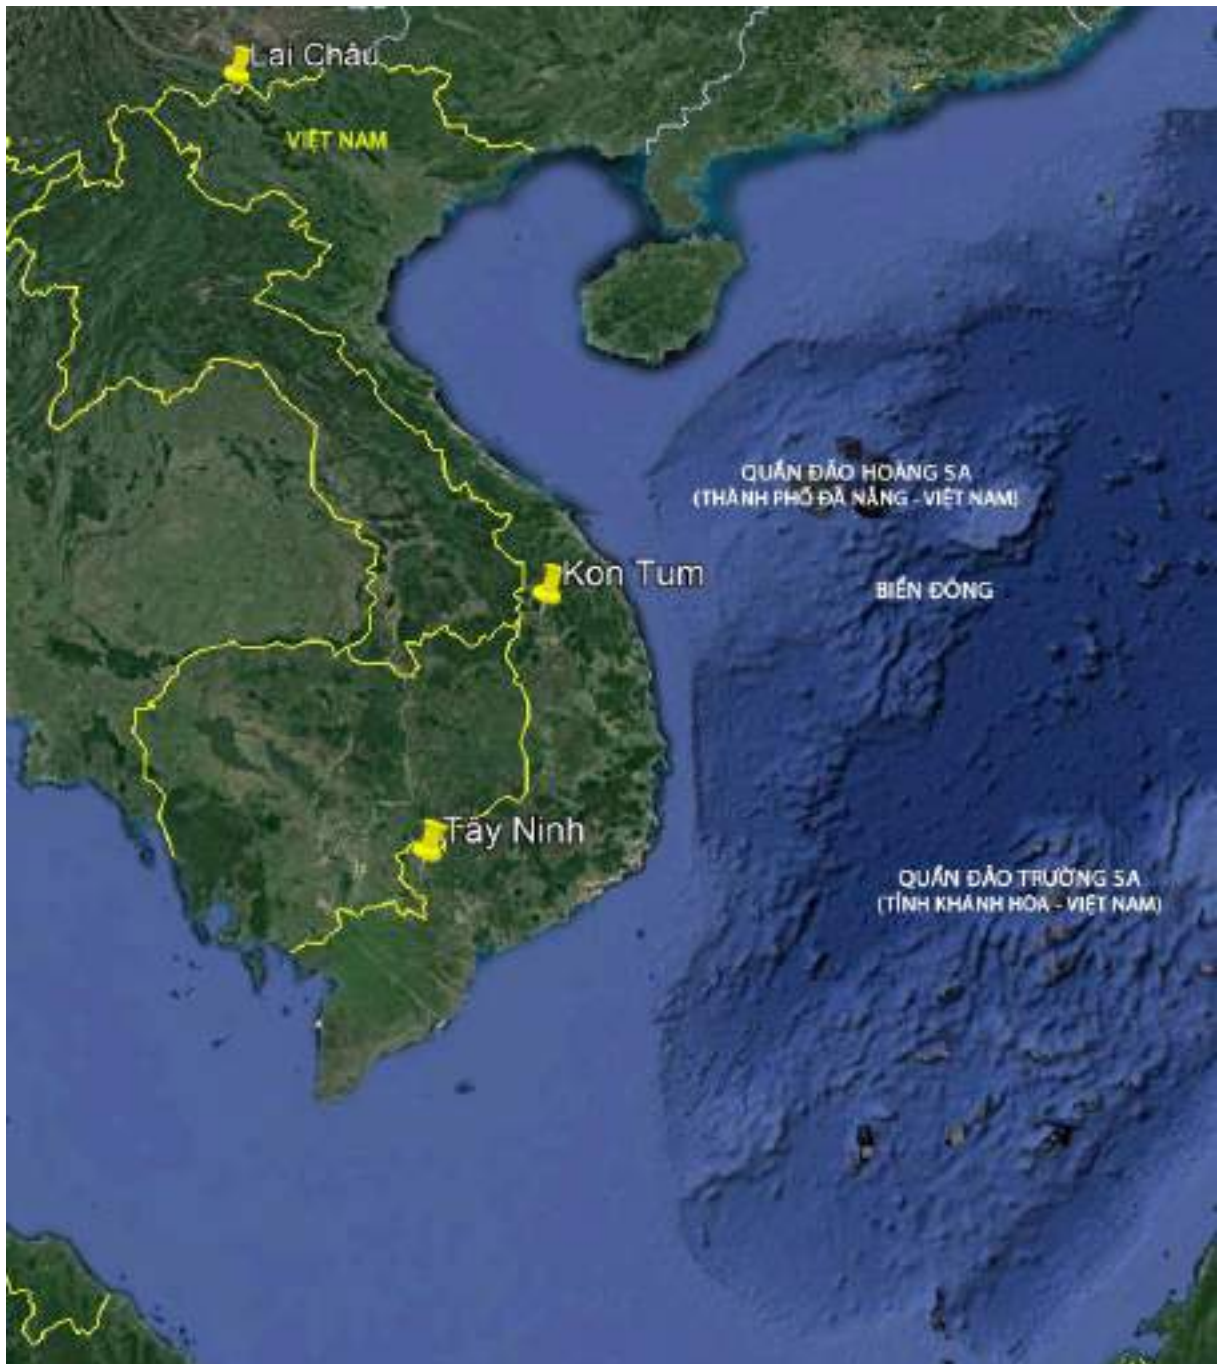 Lai Châu
VIỆT NAM
QUẦN ĐẢO HOÀNG SA
(THÀNH PHỐ ĐÀ NẴNG - VIỆT NAM)
Kon Tum
BIỂN ĐÔNG
Tây Ninh
QUẦN ĐẢO TRƯỜNG SA
(TỈNH KHÁNH HÒA - VIỆT NAM)